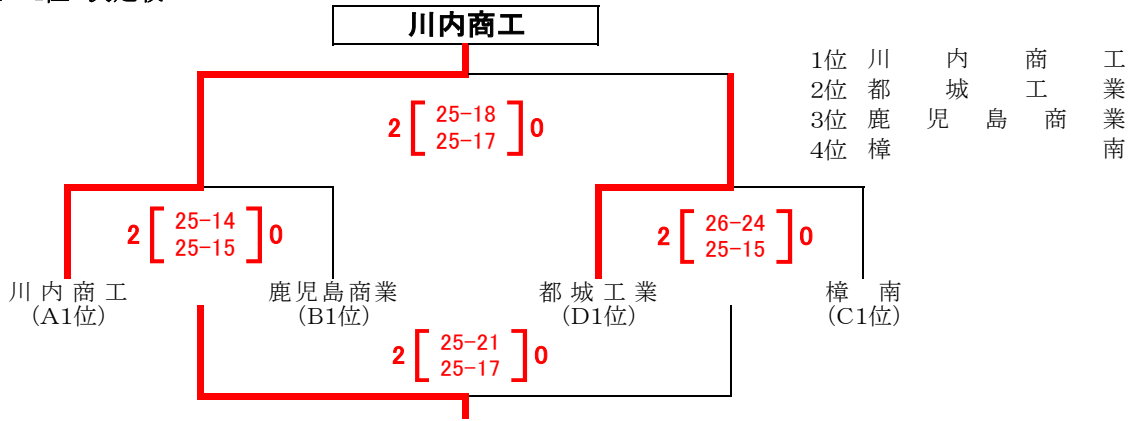 川内商工
1位 川内商工
2位 都城工業
3位 鹿児島商業
4位 樟南
2 [ 25-18 ] 0
25-17
2 [ 25-14 ] 0
25-15
2 [ 26-24 ] 0
25-15
川内商工
(A1位)
鹿児島商業
(B1位)
都城工業
(D1位)
樟南
(C1位)
2 [ 25-21 ] 0
25-17